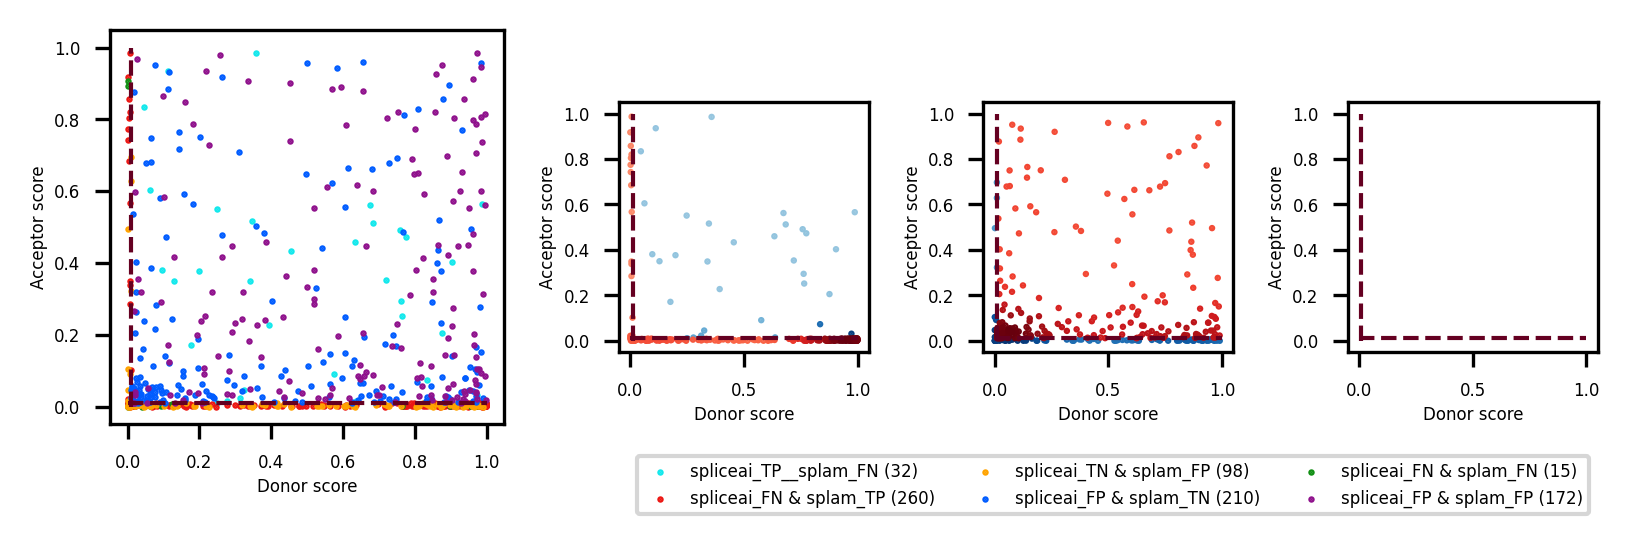 1.0
0.8
0.6
0.4
0.2
0.0
Acceptor score
0.0 0.2 0.4 0.6 0.8 1.0
Donor score
1.0
0.8
0.6
0.4
0.2
0.0
Acceptor score
0.0 0.5 1.0
Donor score
1.0
0.8
0.6
0.4
0.2
0.0
Acceptor score
0.0 0.5 1.0
Donor score
1.0
0.8
0.6
0.4
0.2
0.0
Acceptor score
0.0 0.5 1.0
Donor score
spliceai_TP__splam_FN (32) spliceai_TN & splam_FP (98) spliceai_FN & splam_FN (15)
spliceai_FN & splam_TP (260) spliceai_FP & splam_TN (210) spliceai_FP & splam_FP (172)